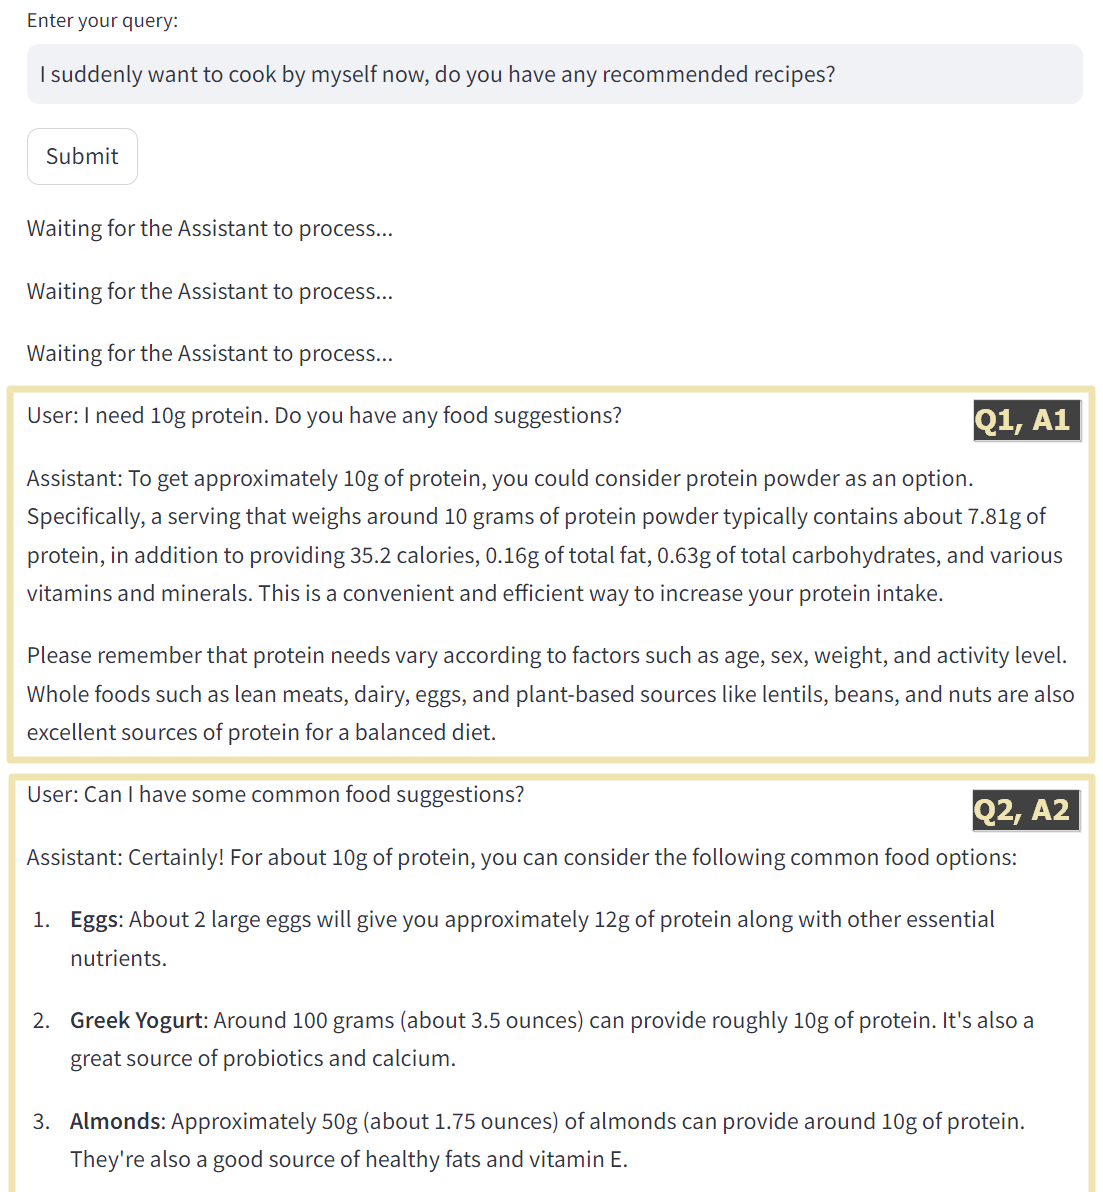 Enter your query:
I suddenly want to cook by myself now, do you have any recommended recipes?
Submit
Waiting for the Assistant to process...
Waiting for the Assistant to process...
Waiting for the Assistant to process...
User: I need 10g protein. Do you have any food suggestions?
Q1, A1
Assistant: To get approximately 10g of protein, you could consider protein powder as an option.
Specifically, a serving that weighs around 10 grams of protein powder typically contains about 7.81g of
protein, in addition to providing 35.2 calories, 0.16g of total fat, 0.63g of total carbohydrates, and various
vitamins and minerals. This is a convenient and efficient way to increase your protein intake.
Please remember that protein needs vary according to factors such as age, sex, weight, and activity level.
Whole foods such as lean meats, dairy, eggs, and plant-based sources like lentils, beans, and nuts are also
excellent sources of protein for a balanced diet.
User: Can I have some common food suggestions?
Q2, A2
Assistant: Certainly! For about 10g of protein, you can consider the following common food options:
1. Eggs: About 2 large eggs will give you approximately 12g of protein along with other essential
nutrients.
2. Greek Yogurt: Around 100 grams (about 3.5 ounces) can provide roughly 10g of protein. It's also a
great source of probiotics and calcium.
3. Almonds: Approximately 50g (about 1.75 ounces) of almonds can provide around 10g of protein.
They're also a good source of healthy fats and vitamin E.